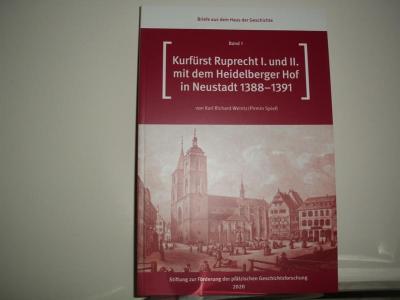 Briefe aus dem Haus der Geschichte
Band 1
Kurfürst Ruprecht I. und II.
mit dem Heidelberger Hof
in Neustadt 1388–1391
von Karl Richard Weintz/Pirmin Spieß
Stiftung zur Förderung der pfälzischen Geschichtsforschung
2020